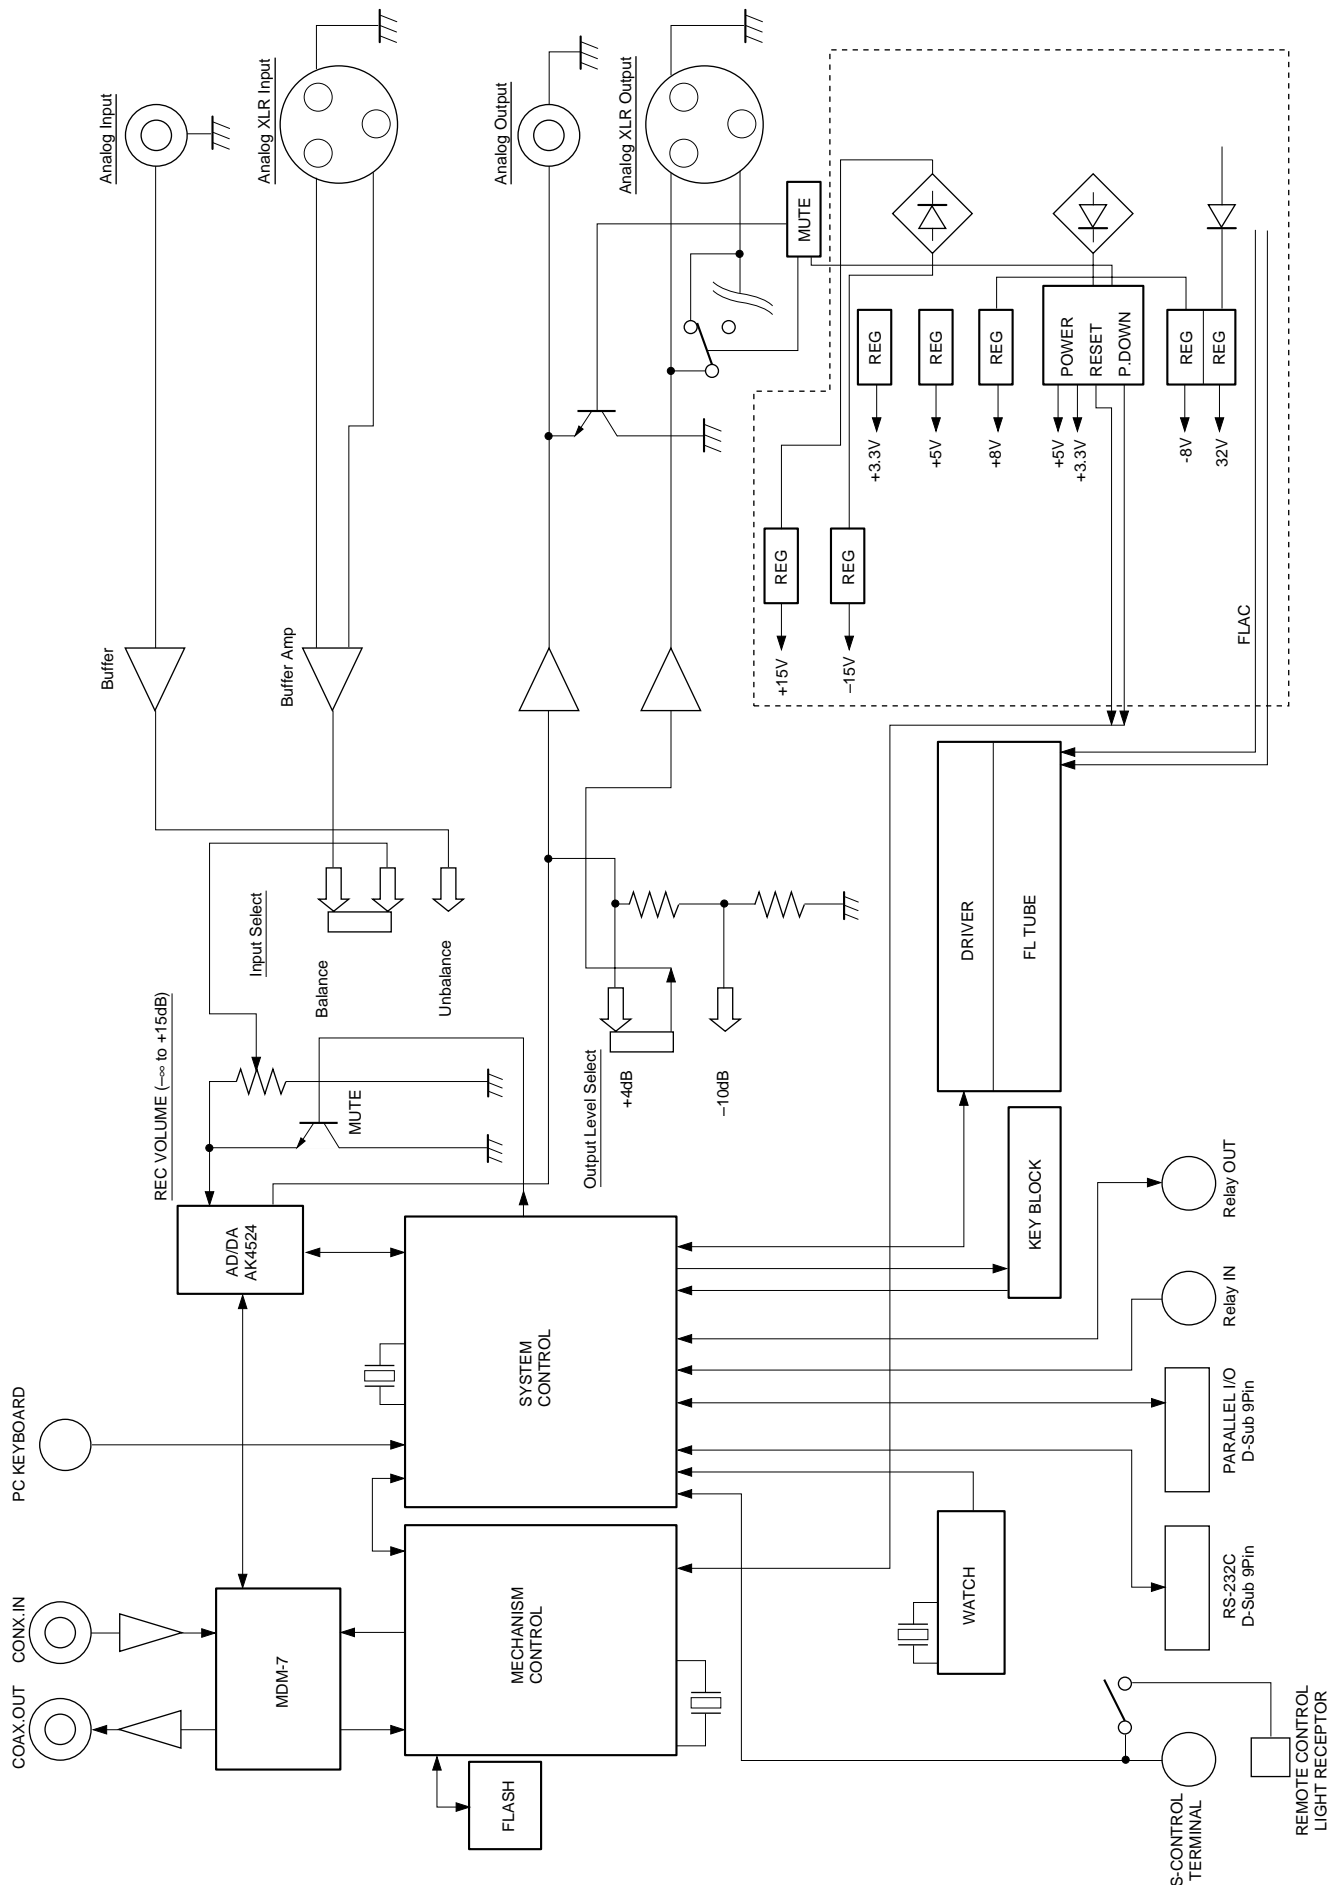 COAX.OUT
CONX.IN
PC KEYBOARD
Analog Input
Analog XLR Input
Buffer
Buffer Amp
REC VOLUME (–∞ to +15dB)
Input Select
Balance
Unbalance
MUTE
AD/DA
AK4524
MDM-7
FLASH
MECHANISM
CONTROL
SYSTEM
CONTROL
Analog Output
Analog XLR Output
MUTE
Output Level Select
+4dB
–10dB
REG
+15V
REG
–15V
REG
+3.3V
REG
+5V
REG
+8V
POWER
RESET
P.DOWN
+5V
+3.3V
REG
REG
-8V
32V
FLAC
DRIVER
FL TUBE
KEY BLOCK
WATCH
S-CONTROL
TERMINAL
REMOTE CONTROL
LIGHT RECEPTOR
RS-232C
D-Sub 9Pin
PARALLEL I/O
D-Sub 9Pin
Relay IN
Relay OUT